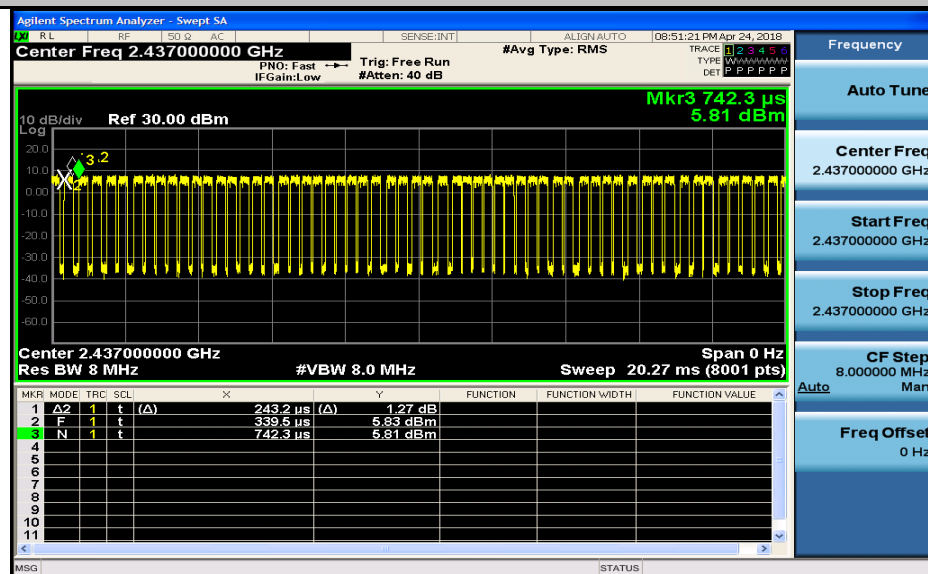 Agilent Spectrum Analyzer - Swept SA
LXI RL RF 50 Ω AC SENSE:INT ALIGN AUTO 08:51:21 PM Apr 24, 2018
Center Freq 2.437000000 GHz #Avg Type: RMS TRACE 1 2 3 4 5 6
PNO: Fast Trig: Free Run TYPE WWWWWW
IFGain:Low #Atten: 40 dB DET P P P P P P
Mkr3 742.3 µs
10 dB/div Ref 30.00 dBm 5.81 dBm
Log
20.0
10.0
0.00
-10.0
-20.0
-30.0
-40.0
-50.0
-60.0
3
2
Center 2.437000000 GHz Span 0 Hz
Res BW 8 MHz #VBW 8.0 MHz Sweep 20.27 ms (8001 pts)
MKR MODE TRC SCL X Y FUNCTION FUNCTION WIDTH FUNCTION VALUE
1 Δ2 1 t (Δ) 243.2 µs (Δ) 1.27 dB
2 F 1 t 339.5 µs 5.83 dBm
3 N 1 t 742.3 µs 5.81 dBm
4
5
6
7
8
9
10
11
MSG STATUS
Frequency
Auto Tune
Center Freq
2.437000000 GHz
Start Freq
2.437000000 GHz
Stop Freq
2.437000000 GHz
CF Step
8.000000 MHz
Auto Man
Freq Offset
0 Hz